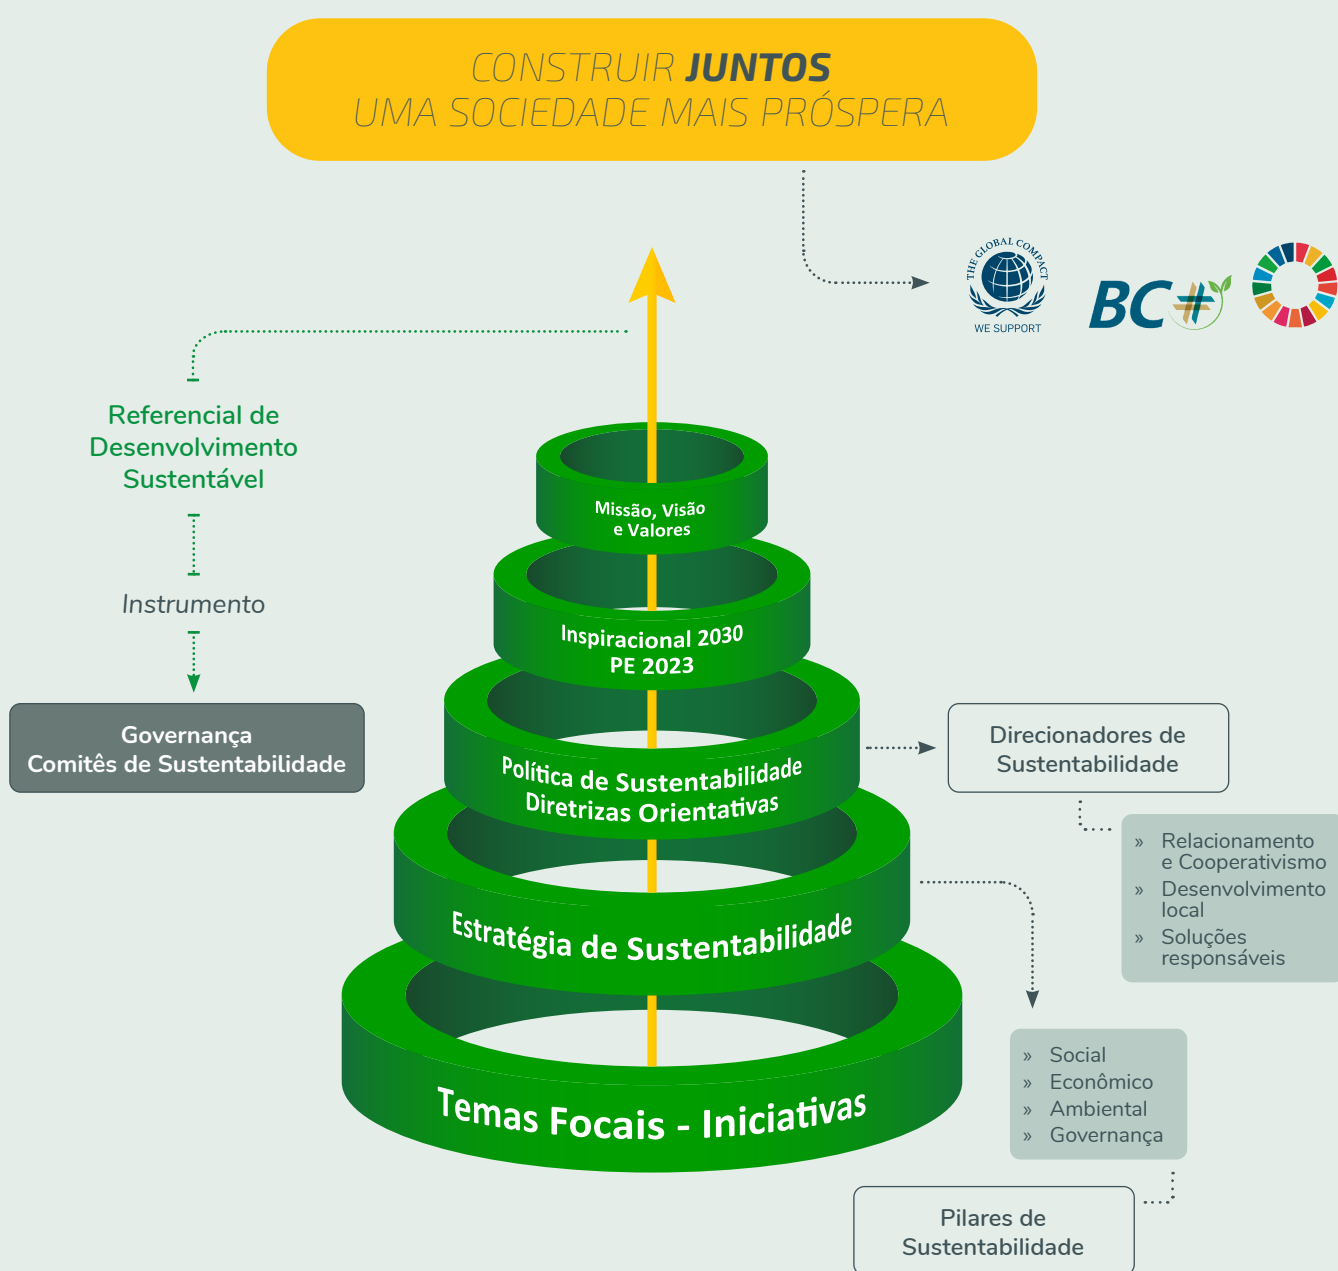 CONSTRUIR JUNTOS
UMA SOCIEDADE MAIS PRÓSPERA
THE GLOBAL COMPACT
WE SUPPORT
BC#
Referencial de
Desenvolvimento
Sustentável
Instrumento
Governança
Comitês de Sustentabilidade
Missão, Visão
e Valores
Inspiracional 2030
PE 2023
Política de Sustentabilidade
Diretrizas Orientativas
Estratégia de Sustentabilidade
Temas Focais - Iniciativas
Direcionadores de
Sustentabilidade
» Relacionamento
e Cooperativismo
» Desenvolvimento
local
» Soluções
responsáveis
» Social
» Econômico
» Ambiental
» Governança
Pilares de
Sustentabilidade